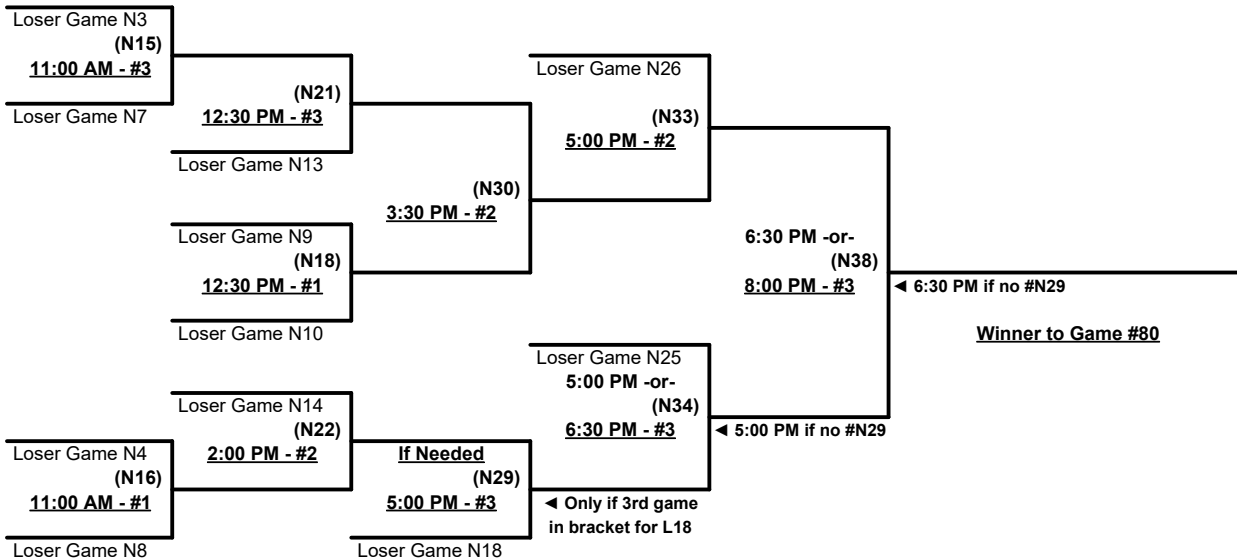 Loser Game N3
(N15)
11:00 AM - #3
Loser Game N7
(N21)
12:30 PM - #3
Loser Game N13
Loser Game N26
(N33)
5:00 PM - #2
(N30)
3:30 PM - #2
Loser Game N9
(N18)
12:30 PM - #1
Loser Game N10
6:30 PM -or-
(N38)
8:00 PM - #3
◄ 6:30 PM if no #N29
Winner to Game #80
Loser Game N25
5:00 PM -or-
(N34)
6:30 PM - #3
◄ 5:00 PM if no #N29
Loser Game N14
(N22)
2:00 PM - #2
Loser Game N4
(N16)
11:00 AM - #1
Loser Game N8
If Needed
(N29)
5:00 PM - #3
Loser Game N18
◄ Only if 3rd game
in bracket for L18